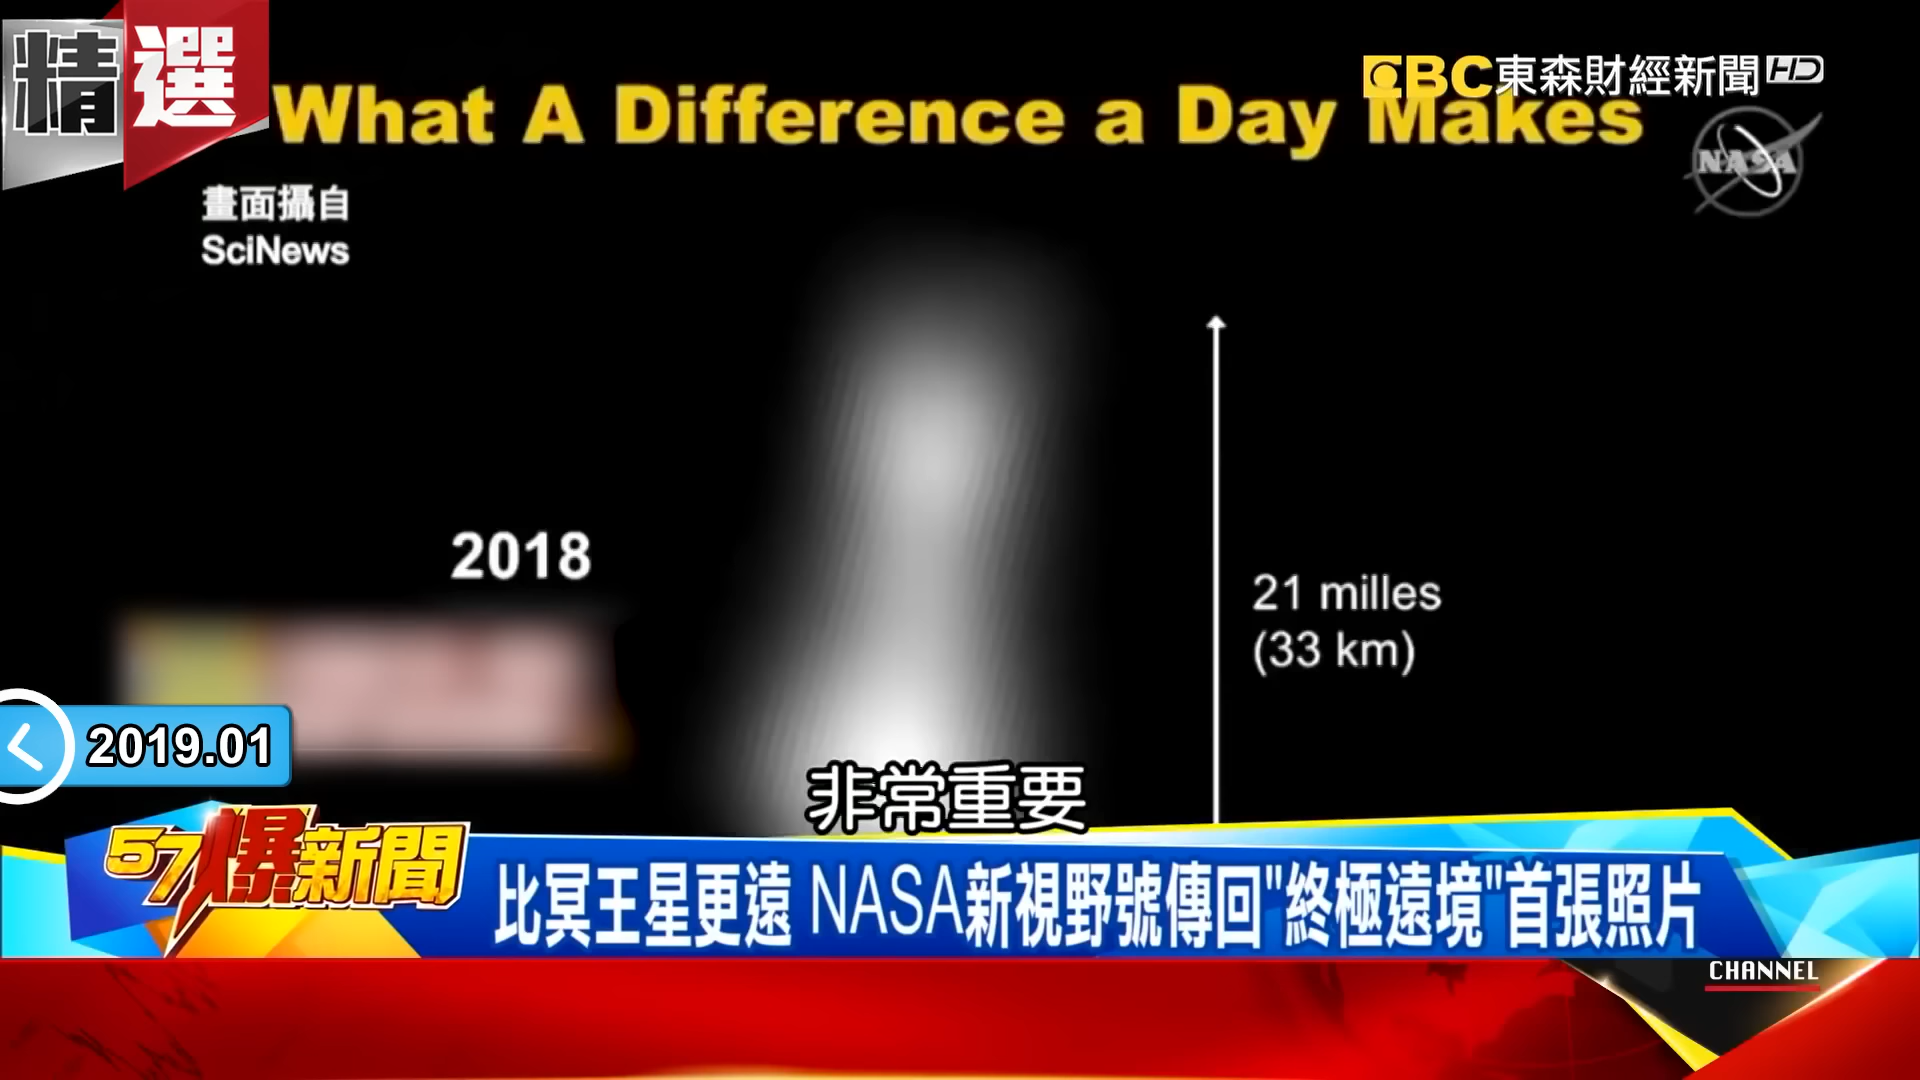 精選
EBC東森財經新聞HD
What A Difference a Day Makes
NASA
畫面攝自
SciNews
2018
21 milles
(33 km)
2019.01
非常重要
57爆新聞
比冥王星更遠 NASA新視野號傳回"終極遠境"首張照片
CHANNEL